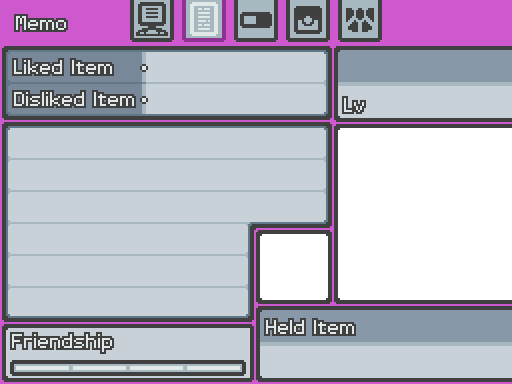 Memo
Liked Item
Disliked Item
Lv
Friendship
Held Item